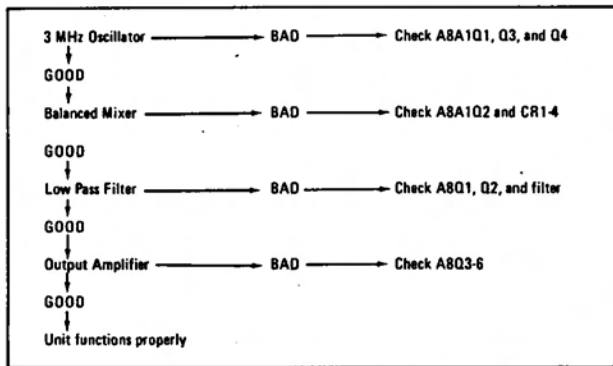 3 MHz Oscillator BAD Check A8A1Q1, Q3, and Q4
GOOD
Balanced Mixer BAD Check A8A1Q2 and CR1-4
GOOD
Low Pass Filter BAD Check A8Q1, Q2, and filter
GOOD
Output Amplifier BAD Check A8Q3-6
GOOD
Unit functions properly